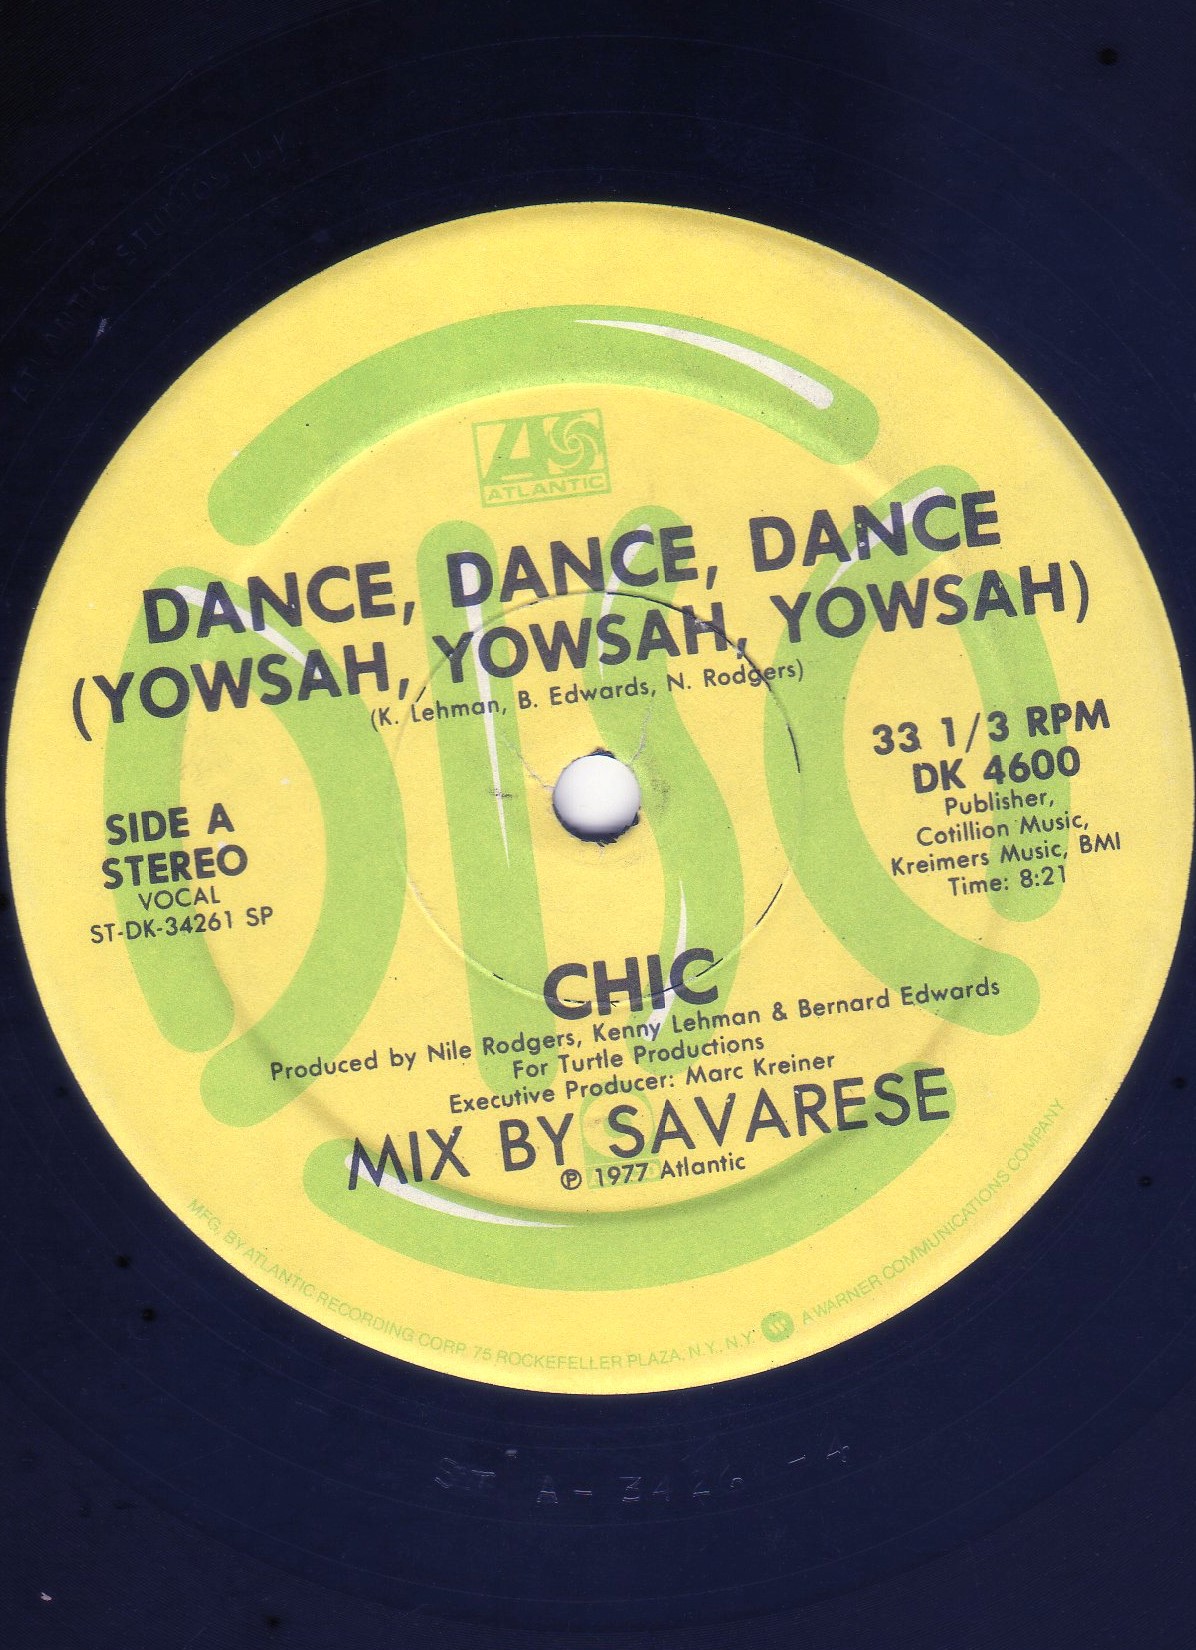 ATLANTIC
DANCE, DANCE, DANCE
(YOWSAH, YOWSAH, YOWSAH)
(K. Lehman, B. Edwards, N. Rodgers)
33 1/3 RPM
DK 4600
Publisher,
Cotillion Music,
Kreimers Music, BMI
Time: 8:21
SIDE A
STEREO
VOCAL
ST-DK-34261 SP
DISCO
CHIC
Produced by Nile Rodgers, Kenny Lehman & Bernard Edwards
For Turtle Productions
Executive Producer: Marc Kreiner
MIX BY SAVARESE
℗ 1977 Atlantic
MFG. BY ATLANTIC RECORDING CORP. 75 ROCKEFELLER PLAZA, N.Y., N.Y. A WARNER COMMUNICATIONS COMPANY